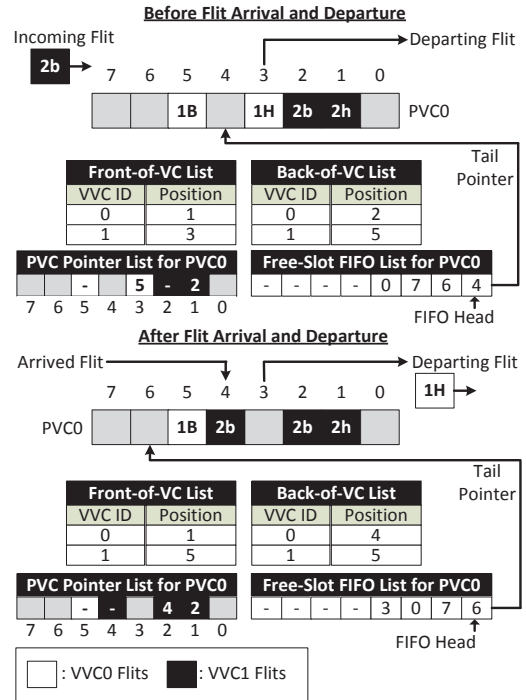 Before Flit Arrival and Departure
Incoming Flit
Departing Flit
2b
7 6 5 4 3 2 1 0
1B 1H 2b 2h PVC0
Tail Pointer
Front-of-VC List
VVC ID Position
0 1
1 3
Back-of-VC List
VVC ID Position
0 2
1 5
PVC Pointer List for PVC0
- 5 - 2
7 6 5 4 3 2 1 0
Free-Slot FIFO List for PVC0
- - - - 0 7 6 4
FIFO Head
After Flit Arrival and Departure
Arrived Flit
Departing Flit
7 6 5 4 3 2 1 0
1H
PVC0 1B 2b 2b 2h
Tail Pointer
Front-of-VC List
VVC ID Position
0 1
1 5
Back-of-VC List
VVC ID Position
0 4
1 5
PVC Pointer List for PVC0
- - 4 2
7 6 5 4 3 2 1 0
Free-Slot FIFO List for PVC0
- - - - 3 0 7 6
FIFO Head
: VVC0 Flits
: VVC1 Flits